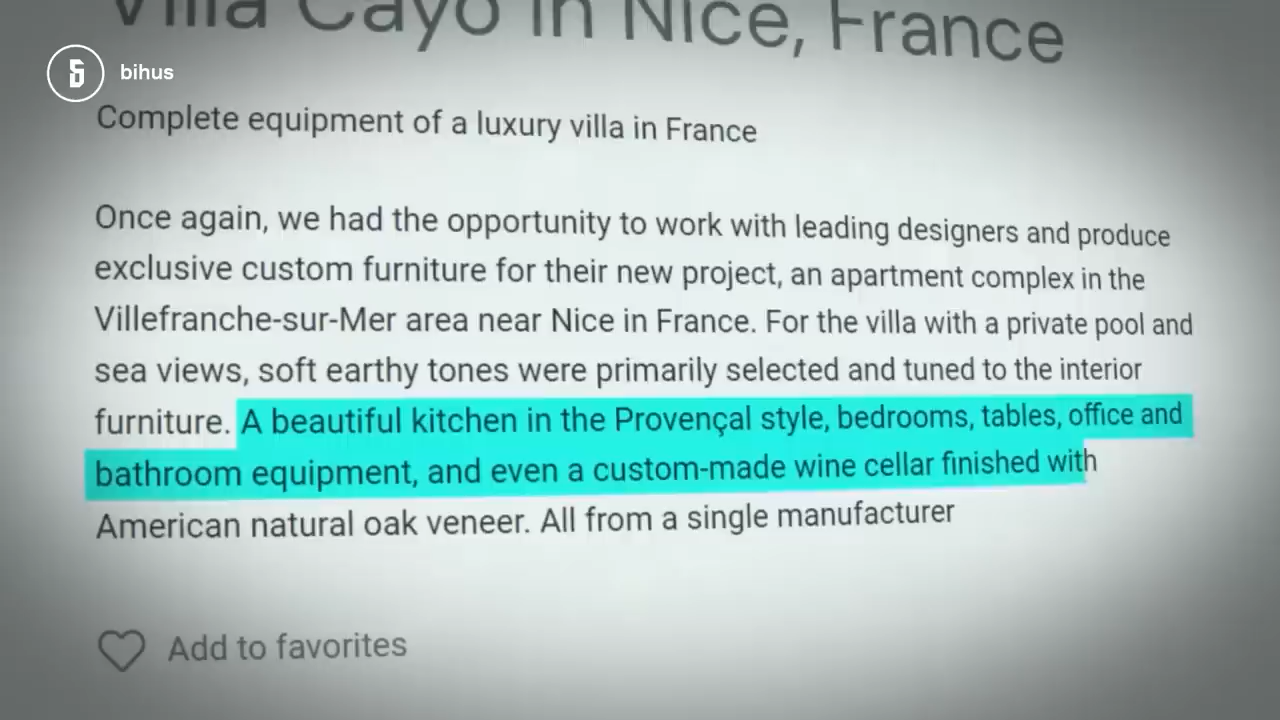 Villa Cayo in Nice, France
bihus
Complete equipment of a luxury villa in France
Once again, we had the opportunity to work with leading designers and produce
exclusive custom furniture for their new project, an apartment complex in the
Villefranche-sur-Mer area near Nice in France. For the villa with a private pool and
sea views, soft earthy tones were primarily selected and tuned to the interior
furniture. A beautiful kitchen in the Provençal style, bedrooms, tables, office and
bathroom equipment, and even a custom-made wine cellar finished with
American natural oak veneer. All from a single manufacturer
Add to favorites